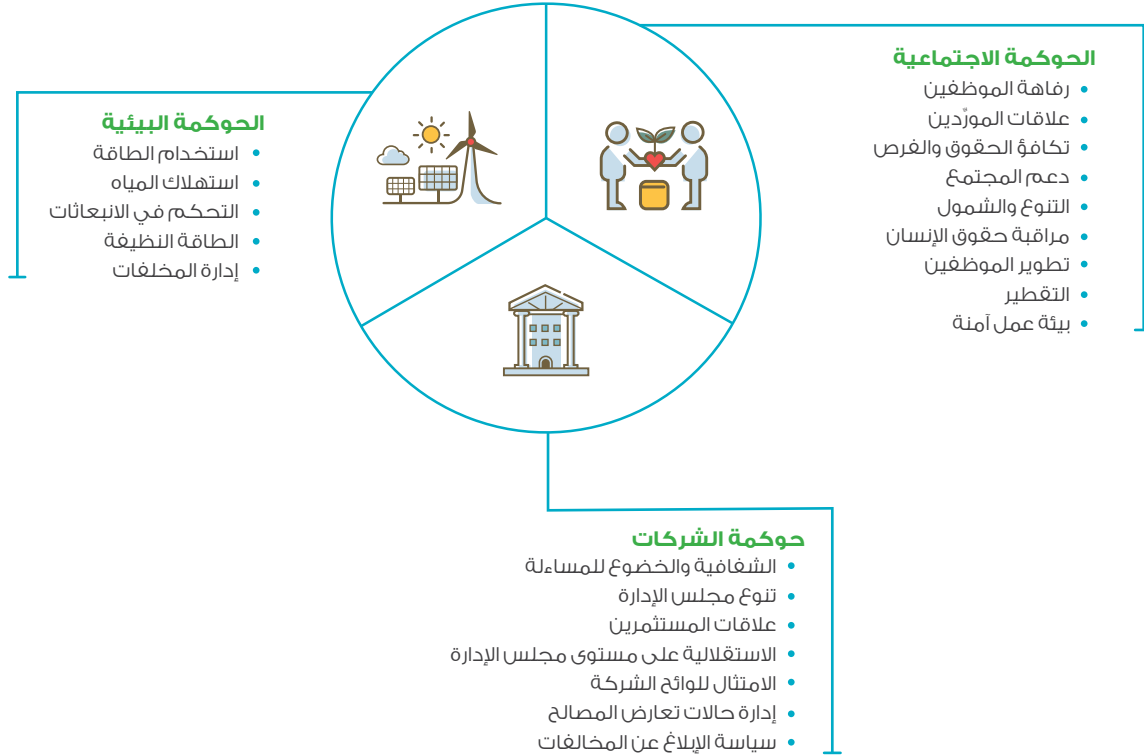 الحوكمة الاجتماعية
• رفاهة الموظفين
• علاقات المورّدين
• تكافؤ الحقوق والفرص
• دعم المجتمع
• التنوع والشمول
• مراقبة حقوق الإنسان
• تطوير الموظفين
• التقطير
• بيئة عمل آمنة
الحوكمة البيئية
• استخدام الطاقة
• استهلاك المياه
• التحكم في الانبعاثات
• الطاقة النظيفة
• إدارة المخلفات
حوكمة الشركات
• الشفافية والخضوع للمساءلة
• تنوع مجلس الإدارة
• علاقات المستثمرين
• الاستقلالية على مستوى مجلس الإدارة
• الامتثال للوائح الشركة
• إدارة حالات تعارض المصالح
• سياسة الإبلاغ عن المخالفات